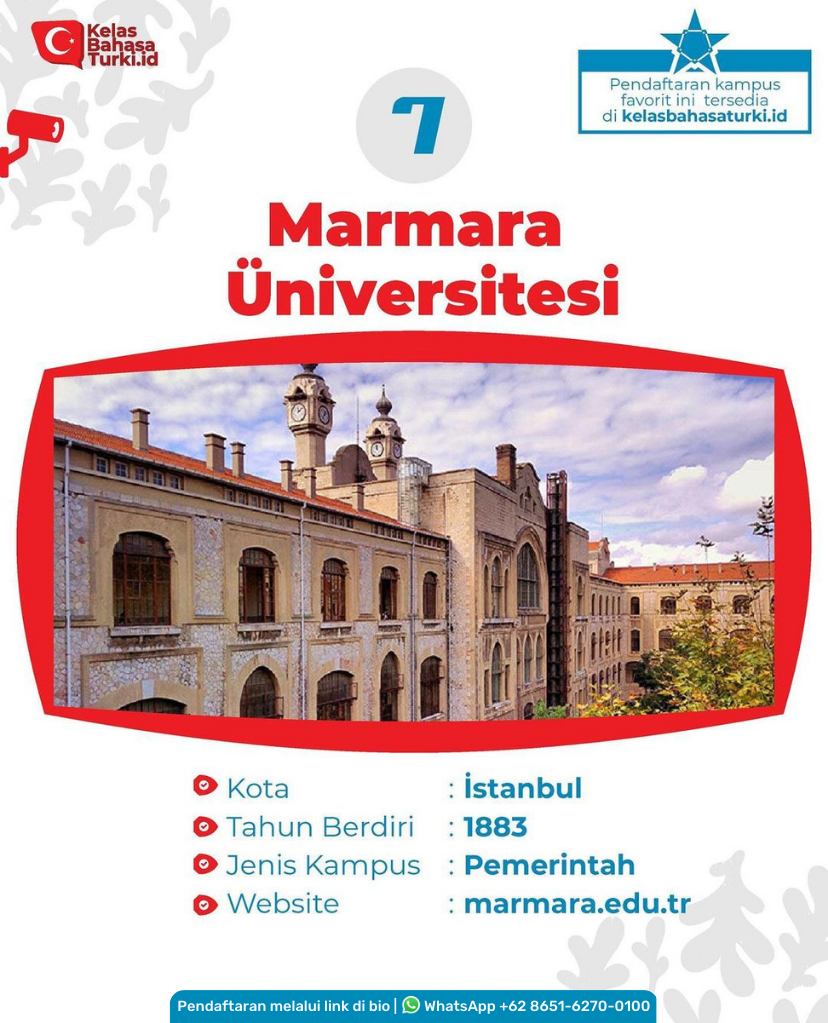 Kelas
Bahasa
Turki.id
Pendaftaran kampus
favorit ini tersedia
di kelasbahasaturki.id
7
Marmara
Üniversitesi
Kota : İstanbul
Tahun Berdiri : 1883
Jenis Kampus : Pemerintah
Website : marmara.edu.tr
Pendaftaran melalui link di bio | WhatsApp +62 8651-6270-0100